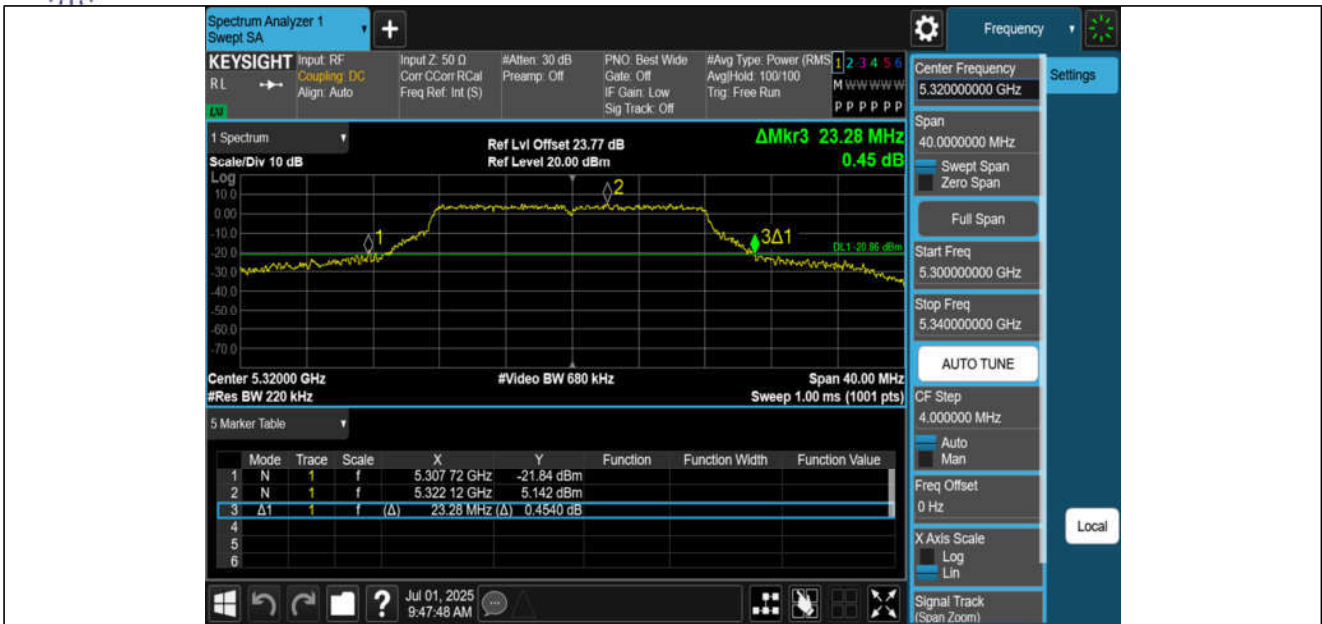 Spectrum Analyzer 1
Swept SA
+
Frequency
KEYSIGHT
RL
LV
Input: RF
Coupling: DC
Align: Auto
Input Z: 50 Ω
Corr CCorr RCal
Freq Ref: Int (S)
#Atten: 30 dB
Preamp: Off
PNO: Best Wide
Gate: Off
IF Gain: Low
Sig Track: Off
#Avg Type: Power (RMS
Avg|Hold: 100/100
Trig: Free Run
1 2 3 4 5 6
M W W W W W
P P P P P P
1 Spectrum
Scale/Div 10 dB
Ref Lvl Offset 23.77 dB
Ref Level 20.00 dBm
ΔMkr3 23.28 MHz
0.45 dB
Log
10.0
0.00
-10.0
-20.0
-30.0
-40.0
-50.0
-60.0
-70.0
1
2
3Δ1
DL1 -20.86 dBm
Center 5.32000 GHz
#Video BW 680 kHz
Span 40.00 MHz
#Res BW 220 kHz
Sweep 1.00 ms (1001 pts)
5 Marker Table
Mode Trace Scale X Y Function Function Width Function Value
1 N 1 f 5.307 72 GHz -21.84 dBm
2 N 1 f 5.322 12 GHz 5.142 dBm
3 Δ1 1 f (Δ) 23.28 MHz (Δ) 0.4540 dB
4
5
6
?
Jul 01, 2025
9:47:48 AM
Center Frequency
5.320000000 GHz
Settings
Span
40.0000000 MHz
Swept Span
Zero Span
Full Span
Start Freq
5.300000000 GHz
Stop Freq
5.340000000 GHz
AUTO TUNE
CF Step
4.000000 MHz
Auto
Man
Freq Offset
0 Hz
X Axis Scale
Log
Lin
Local
Signal Track
(Span Zoom)